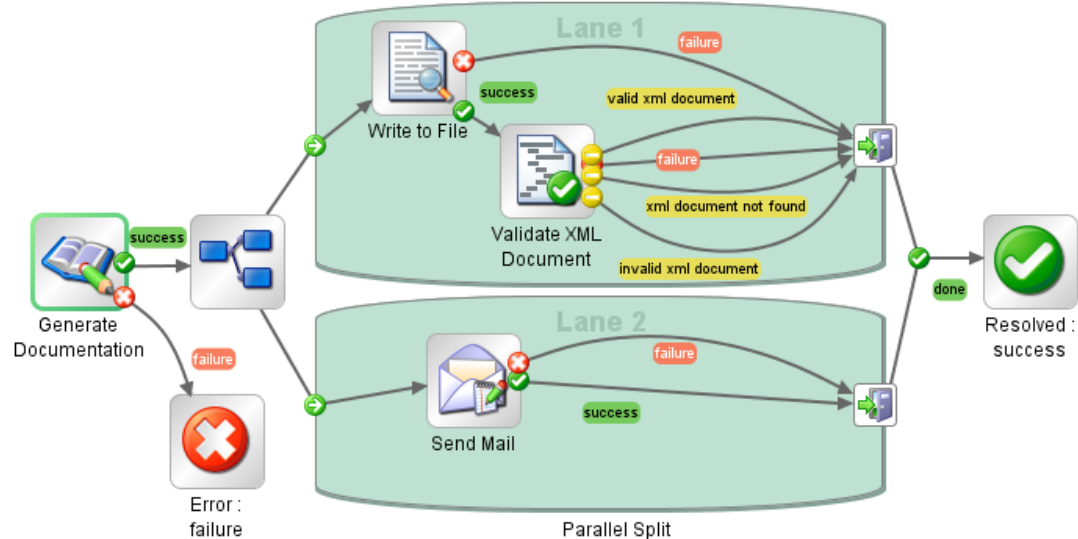 Lane 1
failure
success
valid xml document
Write to File
failure
xml document not found
Validate XML
Document
invalid xml document
success
done
Generate
Documentation
Resolved :
success
Lane 2
failure
failure
success
Send Mail
Error :
failure
Parallel Split